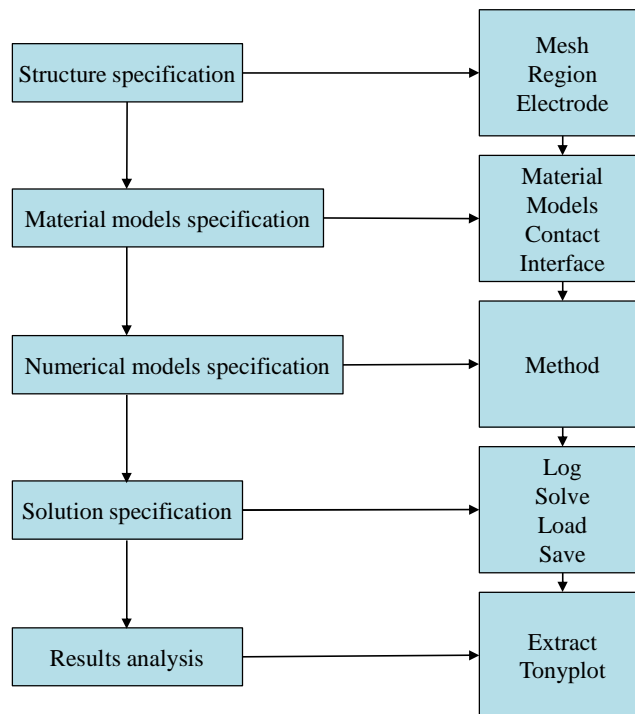 Structure specification
Mesh
Region
Electrode
Material models specification
Material
Models
Contact
Interface
Numerical models specification
Method
Solution specification
Log
Solve
Load
Save
Results analysis
Extract
Tonyplot